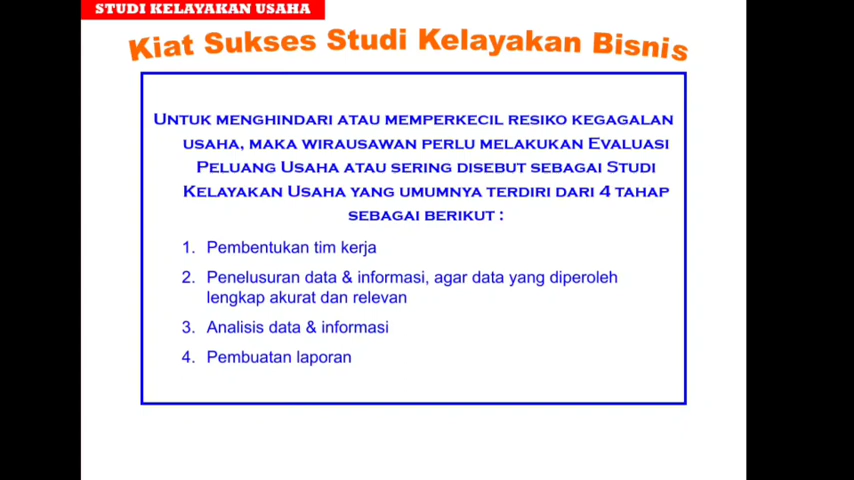 STUDI KELAYAKAN USAHA
Kiat Sukses Studi Kelayakan Bisnis
UNTUK MENGHINDARI ATAU MEMPERKECIL RESIKO KEGAGALAN
USAHA, MAKA WIRAUSAWAN PERLU MELAKUKAN EVALUASI
PELUANG USAHA ATAU SERING DISEBUT SEBAGAI STUDI
KELAYAKAN USAHA YANG UMUMNYA TERDIRI DARI 4 TAHAP
SEBAGAI BERIKUT :
1. Pembentukan tim kerja
2. Penelusuran data & informasi, agar data yang diperoleh
lengkap akurat dan relevan
3. Analisis data & informasi
4. Pembuatan laporan